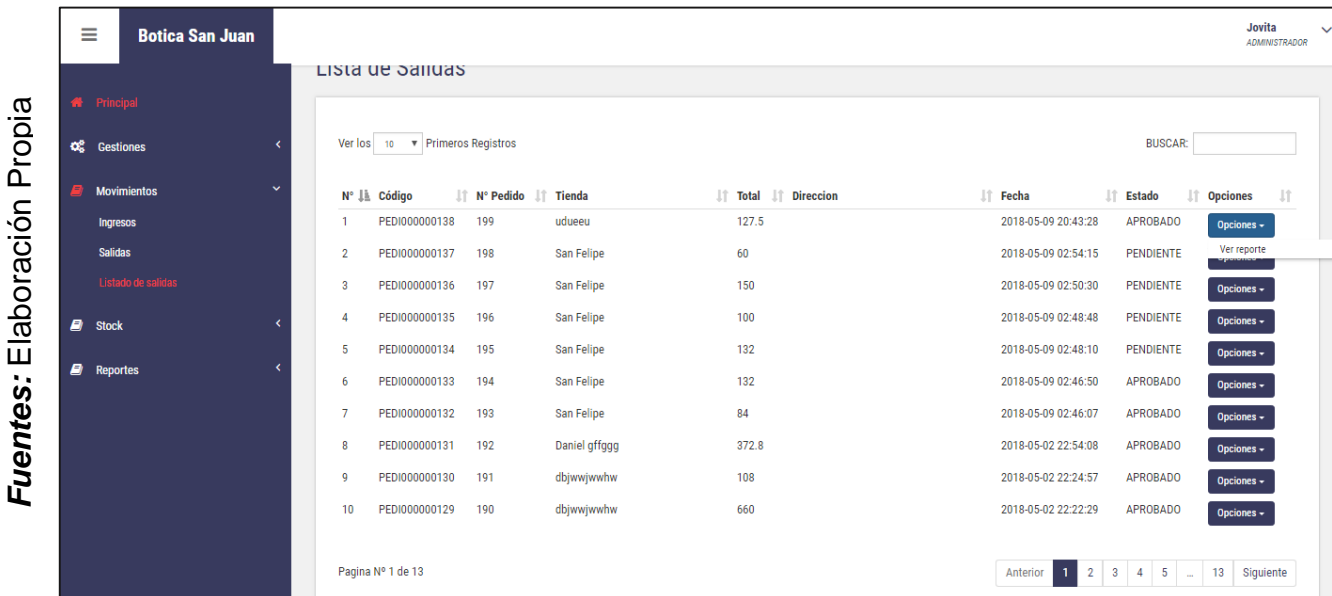 Botica San Juan
Jovita
ADMINISTRADOR
Lista de Salidas
Principal
Gestiones
Movimientos
Ingresos
Salidas
Listado de salidas
Stock
Reportes
Ver los 10 Primeros Registros
BUSCAR:
N° Código N° Pedido Tienda Total Direccion Fecha Estado Opciones
1 PEDI000000138 199 udueeu 127.5 2018-05-09 20:43:28 APROBADO Opciones
Ver reporte
2 PEDI000000137 198 San Felipe 60 2018-05-09 02:54:15 PENDIENTE Opciones
3 PEDI000000136 197 San Felipe 150 2018-05-09 02:50:30 PENDIENTE Opciones
4 PEDI000000135 196 San Felipe 100 2018-05-09 02:48:48 PENDIENTE Opciones
5 PEDI000000134 195 San Felipe 132 2018-05-09 02:48:10 PENDIENTE Opciones
6 PEDI000000133 194 San Felipe 132 2018-05-09 02:46:50 APROBADO Opciones
7 PEDI000000132 193 San Felipe 84 2018-05-09 02:46:07 APROBADO Opciones
8 PEDI000000131 192 Daniel gffggg 372.8 2018-05-02 22:54:08 APROBADO Opciones
9 PEDI000000130 191 dbjwwjwwhw 108 2018-05-02 22:24:57 APROBADO Opciones
10 PEDI000000129 190 dbjwwjwwhw 660 2018-05-02 22:22:29 APROBADO Opciones
Pagina Nº 1 de 13
Anterior 1 2 3 4 5 … 13 Siguiente
Fuentes: Elaboración Propia